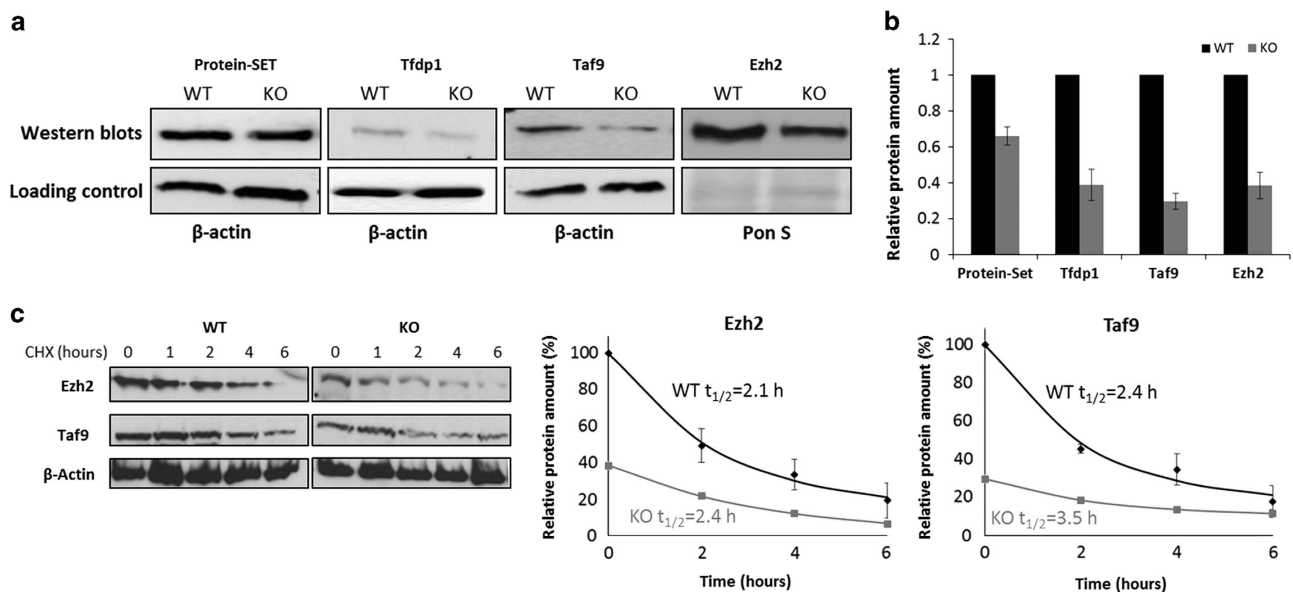 a
Protein-SET Tfdp1 Taf9 Ezh2
WT KO WT KO WT KO WT KO
Western blots
Loading control
β-actin β-actin β-actin Pon S
b
Relative protein amount
1.2
1
0.8
0.6
0.4
0.2
0
WT KO
Protein-Set Tfdp1 Taf9 Ezh2
c
WT KO
CHX (hours) 0 1 2 4 6 0 1 2 4 6
Ezh2
Taf9
β-Actin
Ezh2
Relative protein amount (%)
100
80
60
40
20
0
WT t1/2=2.1 h
KO t1/2=2.4 h
0 2 4 6
Time (hours)
Taf9
Relative protein amount (%)
100
80
60
40
20
0
WT t1/2=2.4 h
KO t1/2=3.5 h
0 2 4 6
Time (hours)